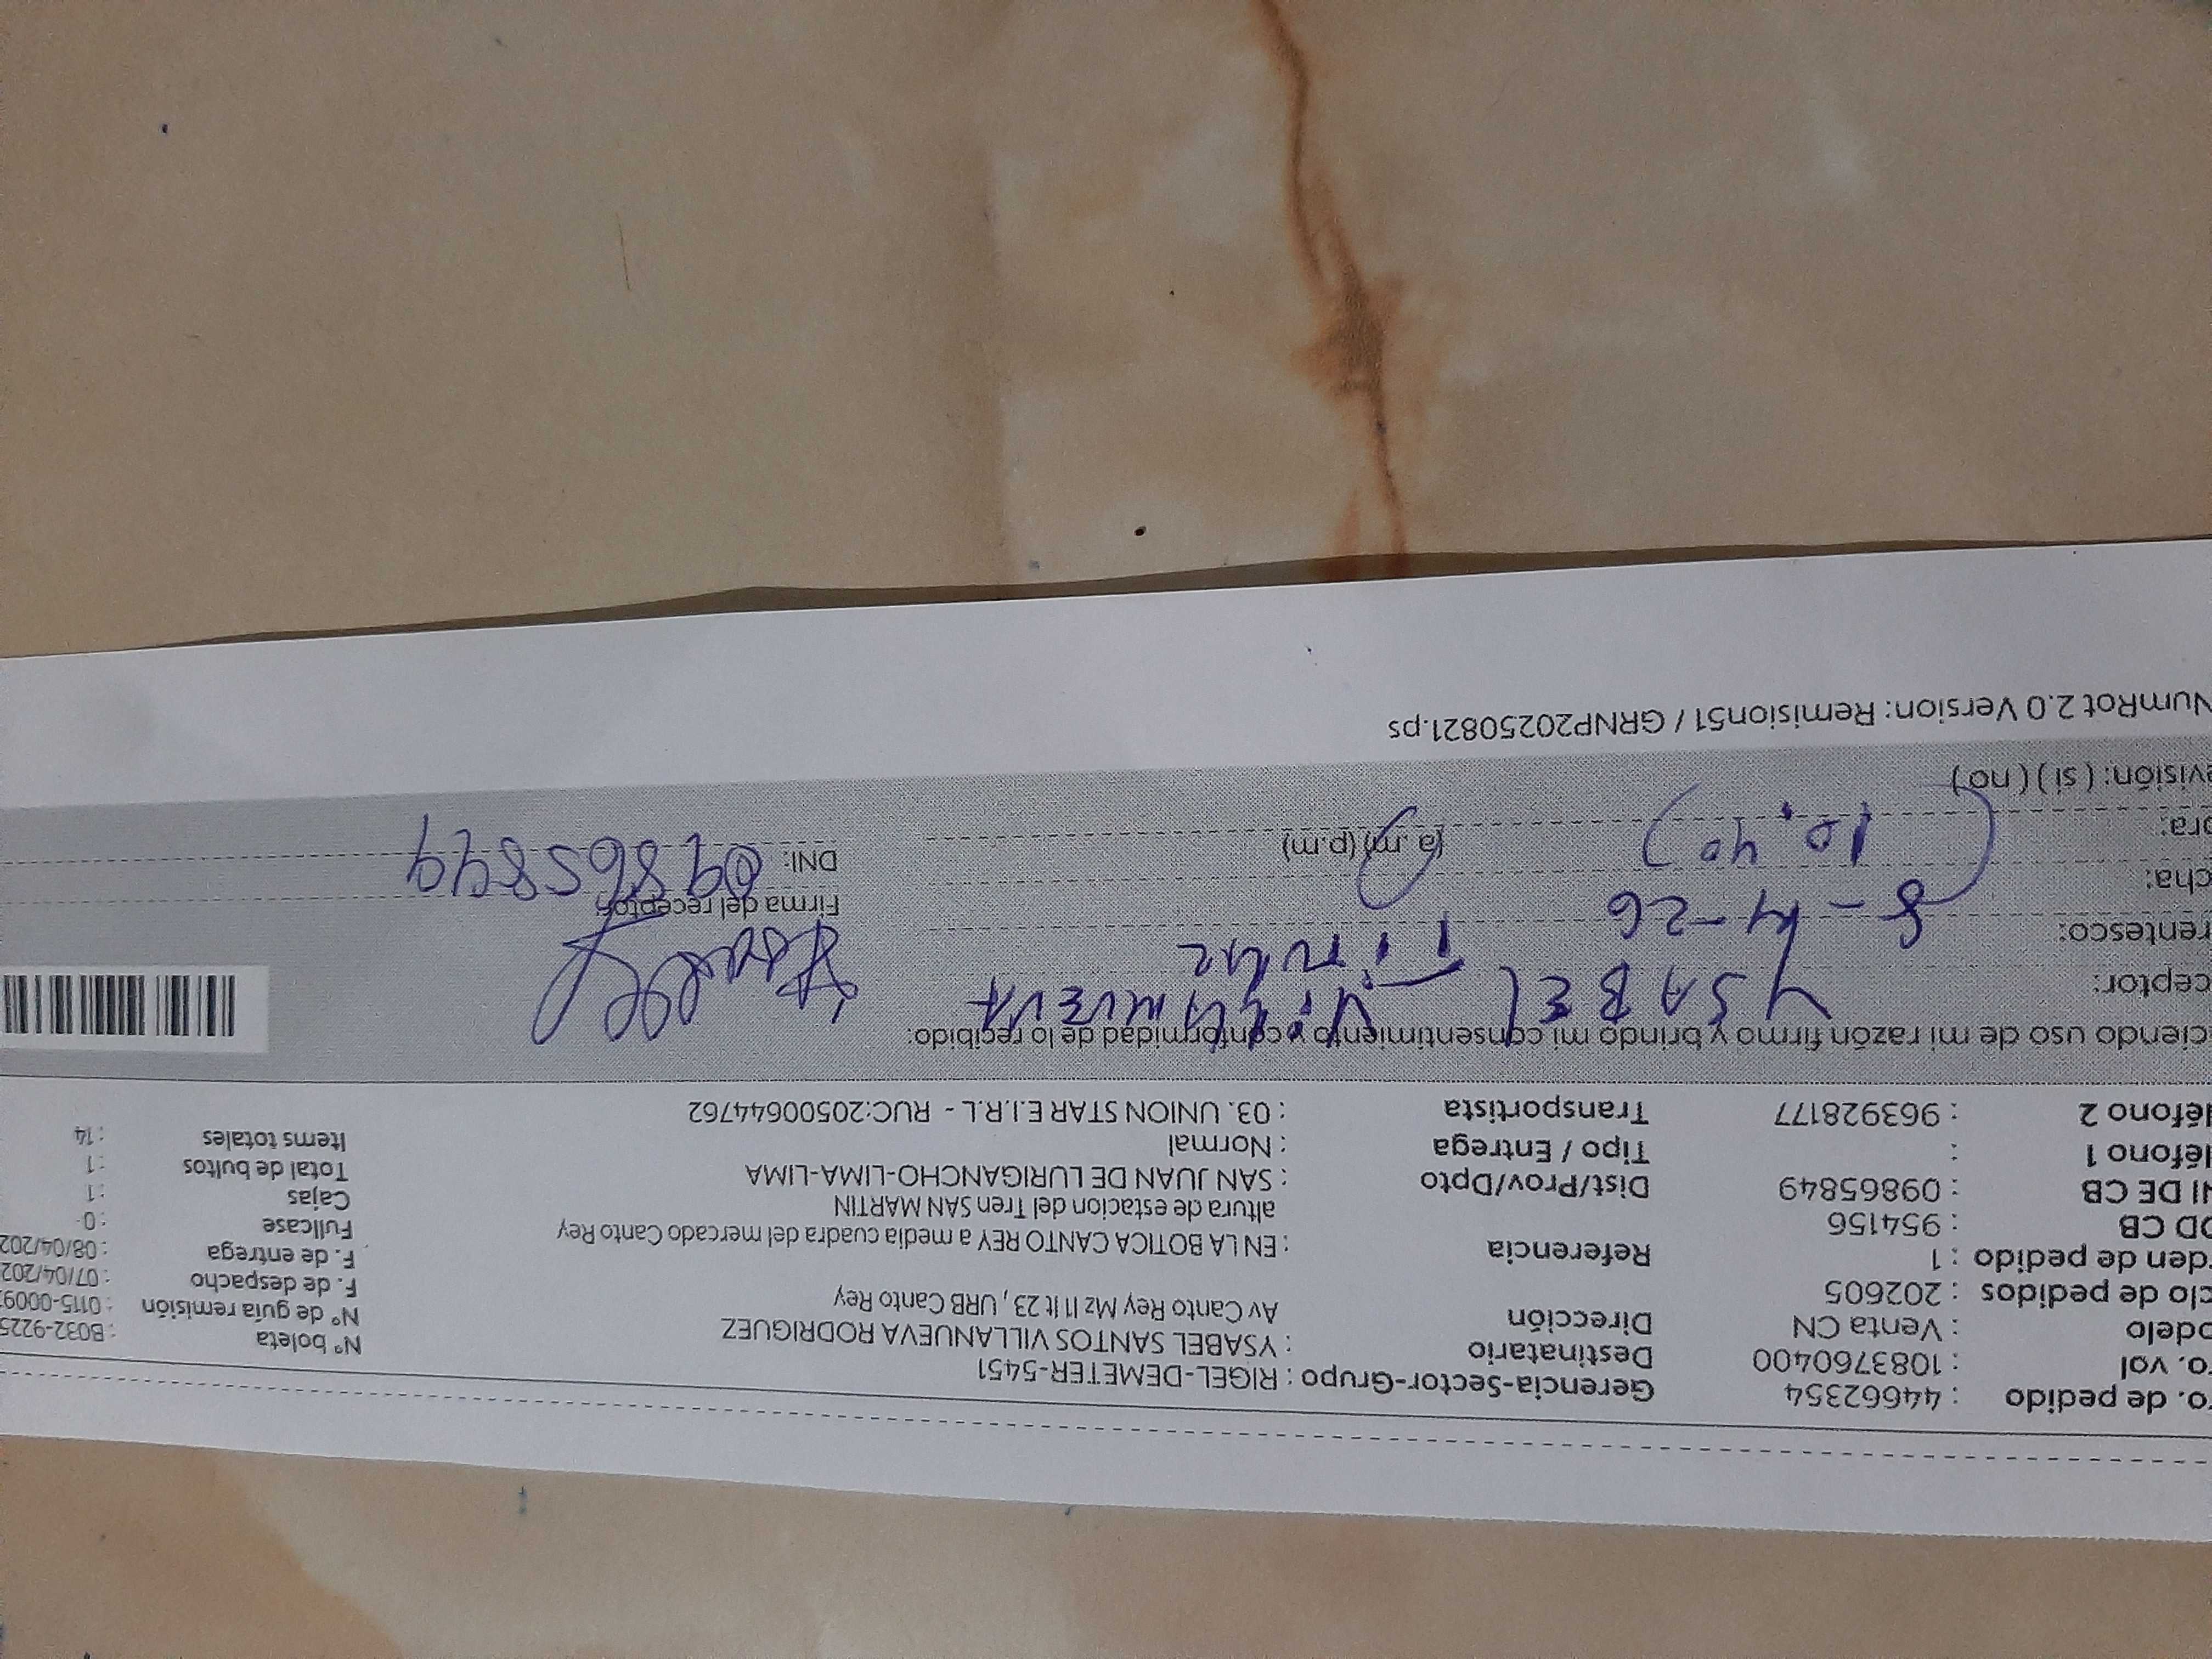 ro. de pedido : 44662354
ro. vol : 1083760400
odelo : Venta CN
clo de pedidos : 202605
rden de pedido : 1
OD CB : 954156
NI DE CB : 09865849
léfono 1 :
léfono 2 : 963928177
Gerencia-Sector-Grupo : RIGEL-DEMETER-5451
Destinatario : YSABEL SANTOS VILLANUEVA RODRIGUEZ
Dirección Av Canto Rey Mz I1 lt 23 , URB Canto Rey
Referencia : EN LA BOTICA CANTO REY a media cuadra del mercado Canto Rey
altura de estacion del Tren SAN MARTIN
Dist/Prov/Dpto : SAN JUAN DE LURIGANCHO-LIMA-LIMA
Tipo / Entrega : Normal
Transportista : 03. UNION STAR E.I.R.L - RUC:20500644762
N° boleta : B032-9225
N° de guía remisión : 0115-0009
F. de despacho : 07/04/202
F. de entrega : 08/04/202
Fullcase : 0
Cajas : 1
Total de bultos : 1
Items totales : 14
ciendo uso de mi razón firmo y brindo mi consentimiento y conformidad de lo recibido:
ceptor: YSABEL VillANUEVA
rentesco: Titular
cha: 8-4-26
ora: (10.40) (a.m) (p.m)
Firma del receptor
DNI: 09865849
evisión: ( si ) ( no )
NumRot 2.0 Version: Remision51 / GRNP20250821.ps